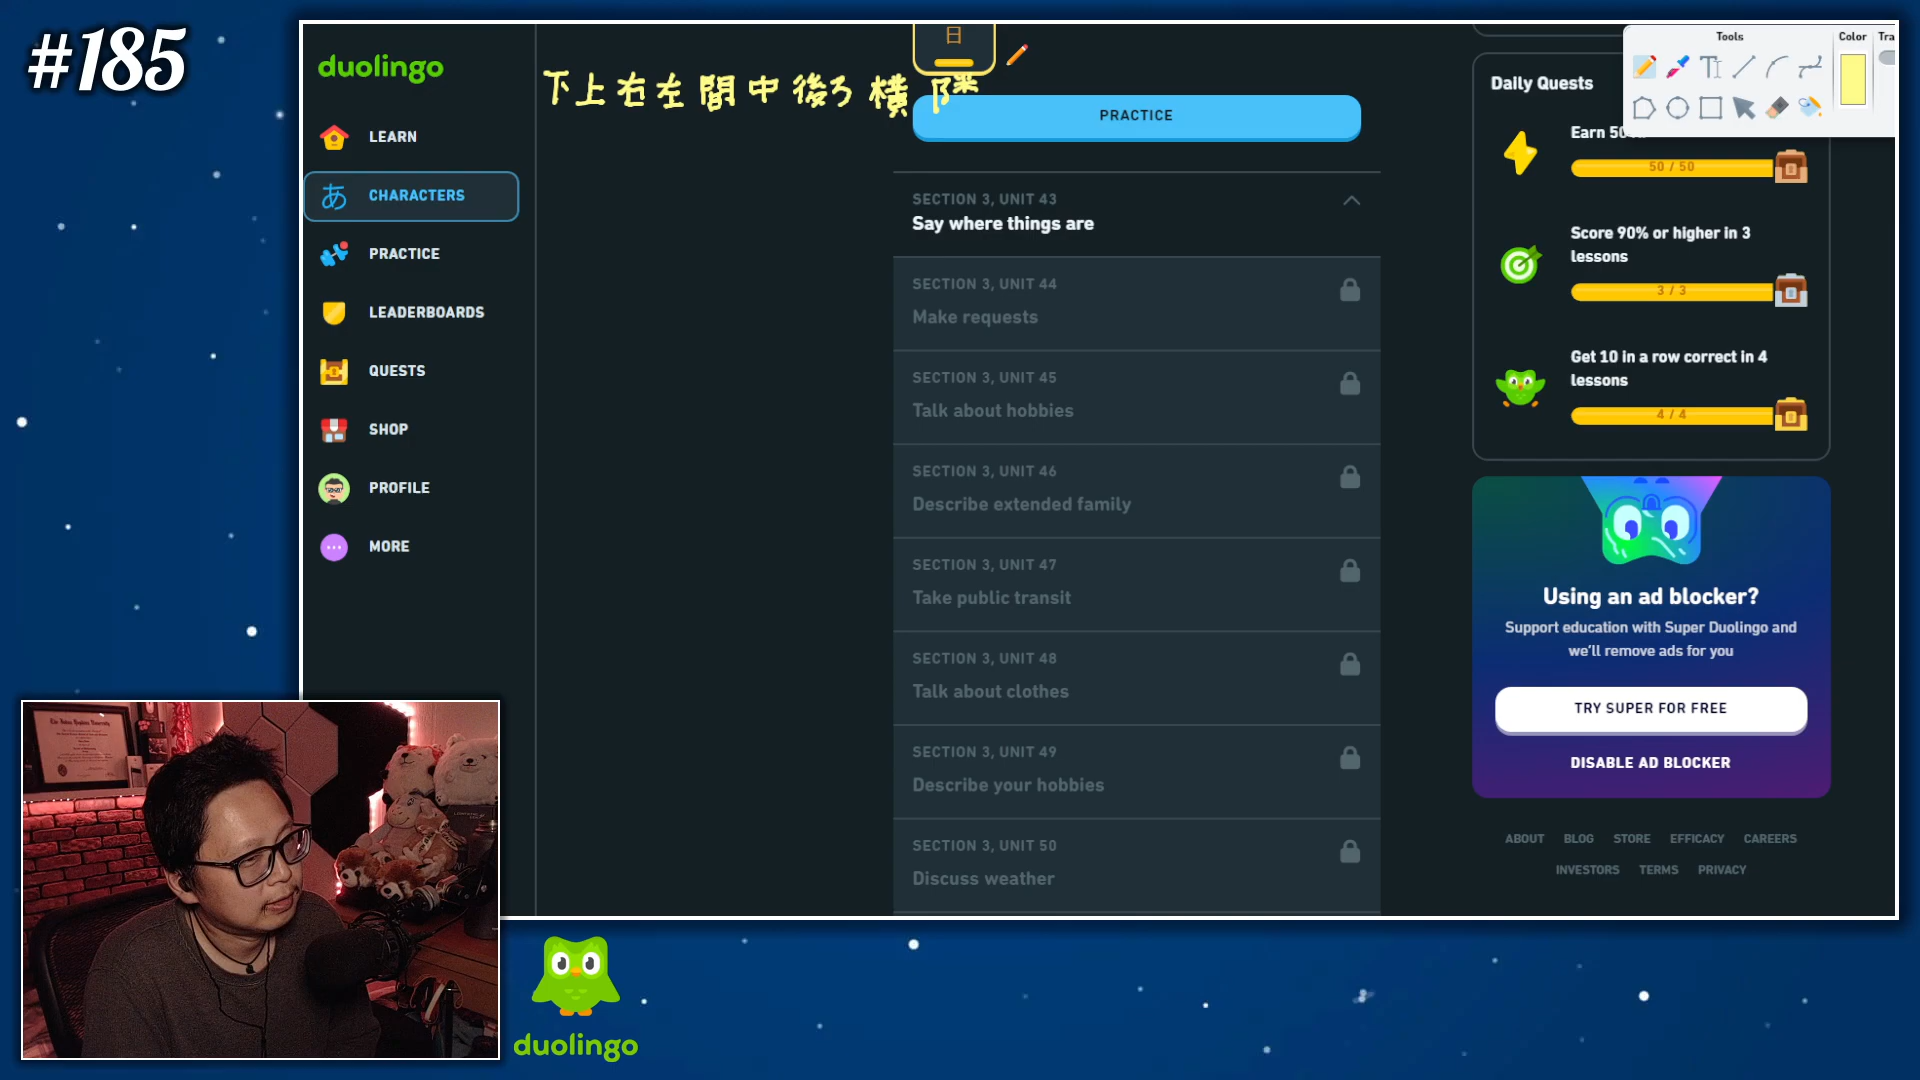 #185
duolingo
LEARN
CHARACTERS
PRACTICE
LEADERBOARDS
QUESTS
SHOP
PROFILE
MORE
下上右左間中後ろ横隣
日
PRACTICE
SECTION 3, UNIT 43
Say where things are
SECTION 3, UNIT 44
Make requests
SECTION 3, UNIT 45
Talk about hobbies
SECTION 3, UNIT 46
Describe extended family
SECTION 3, UNIT 47
Take public transit
SECTION 3, UNIT 48
Talk about clothes
SECTION 3, UNIT 49
Describe your hobbies
SECTION 3, UNIT 50
Discuss weather
Tools
Color
Tra
Daily Quests
Earn 50
50 / 50
Score 90% or higher in 3
lessons
3 / 3
Get 10 in a row correct in 4
lessons
4 / 4
Using an ad blocker?
Support education with Super Duolingo and
we'll remove ads for you
TRY SUPER FOR FREE
DISABLE AD BLOCKER
ABOUT BLOG STORE EFFICACY CAREERS
INVESTORS TERMS PRIVACY
duolingo